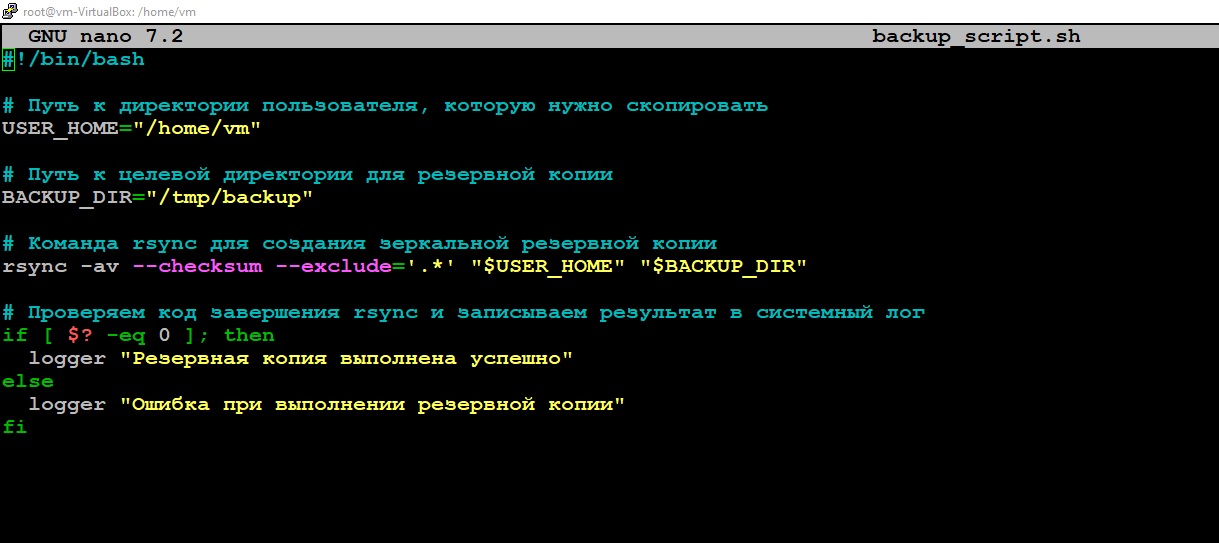 root@vm-VirtualBox: /home/vm
GNU nano 7.2 backup_script.sh
#!/bin/bash
# Путь к директории пользователя, которую нужно скопировать
USER_HOME="/home/vm"
# Путь к целевой директории для резервной копии
BACKUP_DIR="/tmp/backup"
# Команда rsync для создания зеркальной резервной копии
rsync -av --checksum --exclude='.*' "$USER_HOME" "$BACKUP_DIR"
# Проверяем код завершения rsync и записываем результат в системный лог
if [ $? -eq 0 ]; then
  logger "Резервная копия выполнена успешно"
else
  logger "Ошибка при выполнении резервной копии"
fi